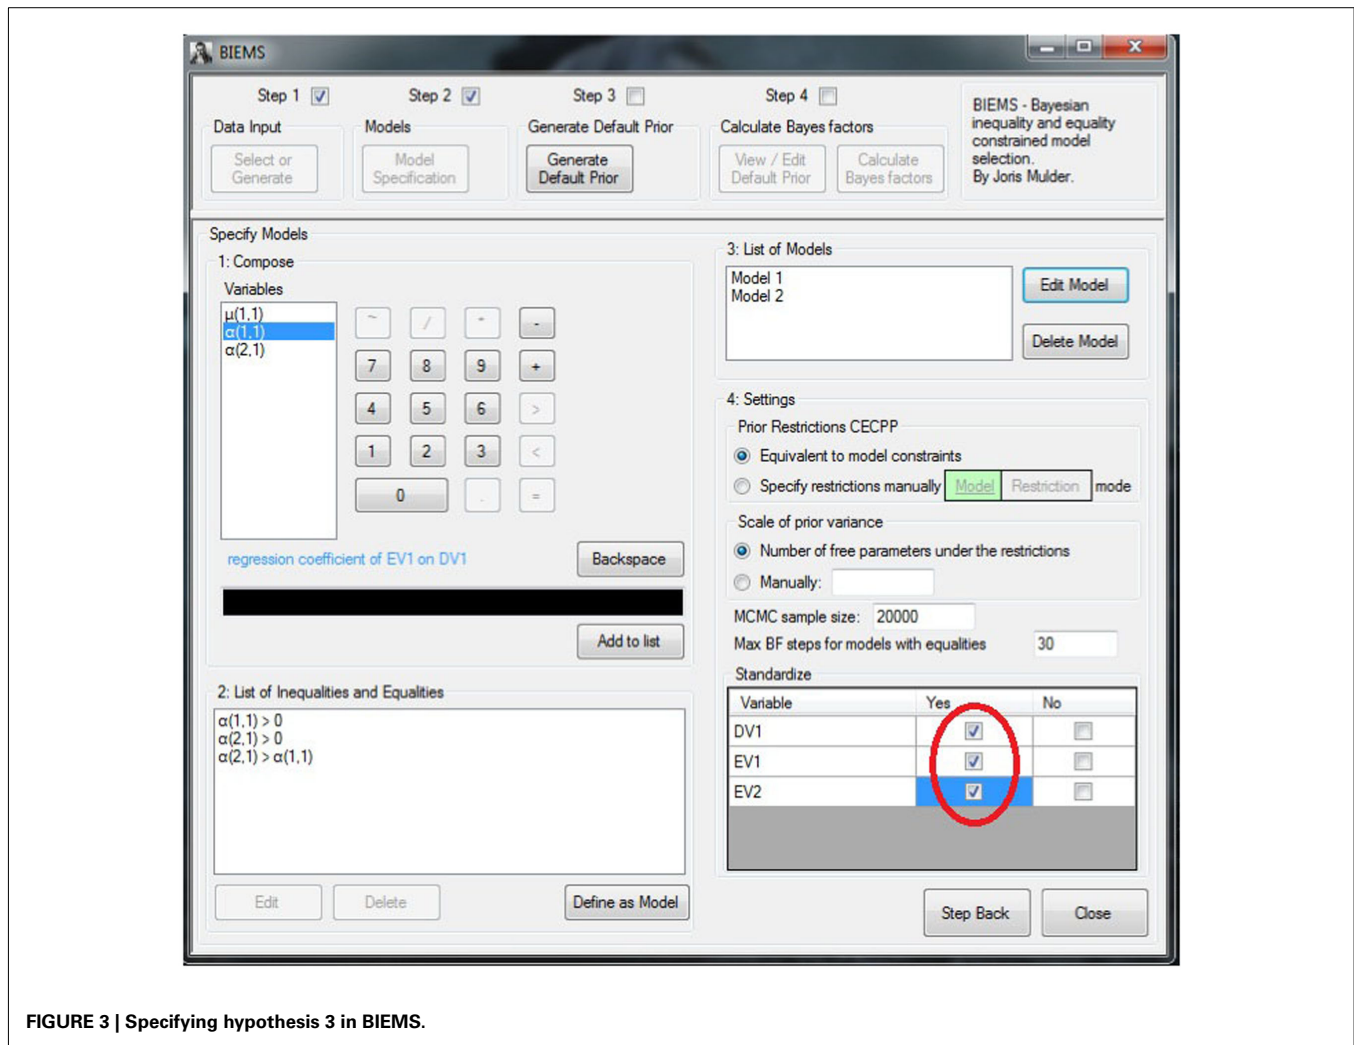 BIEMS
Step 1
Step 2
Step 3
Step 4
Data Input
Select or
Generate
Models
Model
Specification
Generate Default Prior
Generate
Default Prior
Calculate Bayes factors
View / Edit
Default Prior
Calculate
Bayes factors
BIEMS - Bayesian
inequality and equality
constrained model
selection.
By Joris Mulder.
Specify Models
1: Compose
Variables
μ(1,1)
α(1,1)
α(2,1)
~ / * -
7 8 9 +
4 5 6 >
1 2 3 <
0 . =
regression coefficient of EV1 on DV1
Backspace
Add to list
2: List of Inequalities and Equalities
α(1,1) > 0
α(2,1) > 0
α(2,1) > α(1,1)
Edit
Delete
Define as Model
3: List of Models
Model 1
Model 2
Edit Model
Delete Model
4: Settings
Prior Restrictions CECPP
Equivalent to model constraints
Specify restrictions manually Model Restriction mode
Scale of prior variance
Number of free parameters under the restrictions
Manually:
MCMC sample size: 20000
Max BF steps for models with equalities 30
Standardize
Variable Yes No
DV1
EV1
EV2
Step Back
Close
FIGURE 3 | Specifying hypothesis 3 in BIEMS.